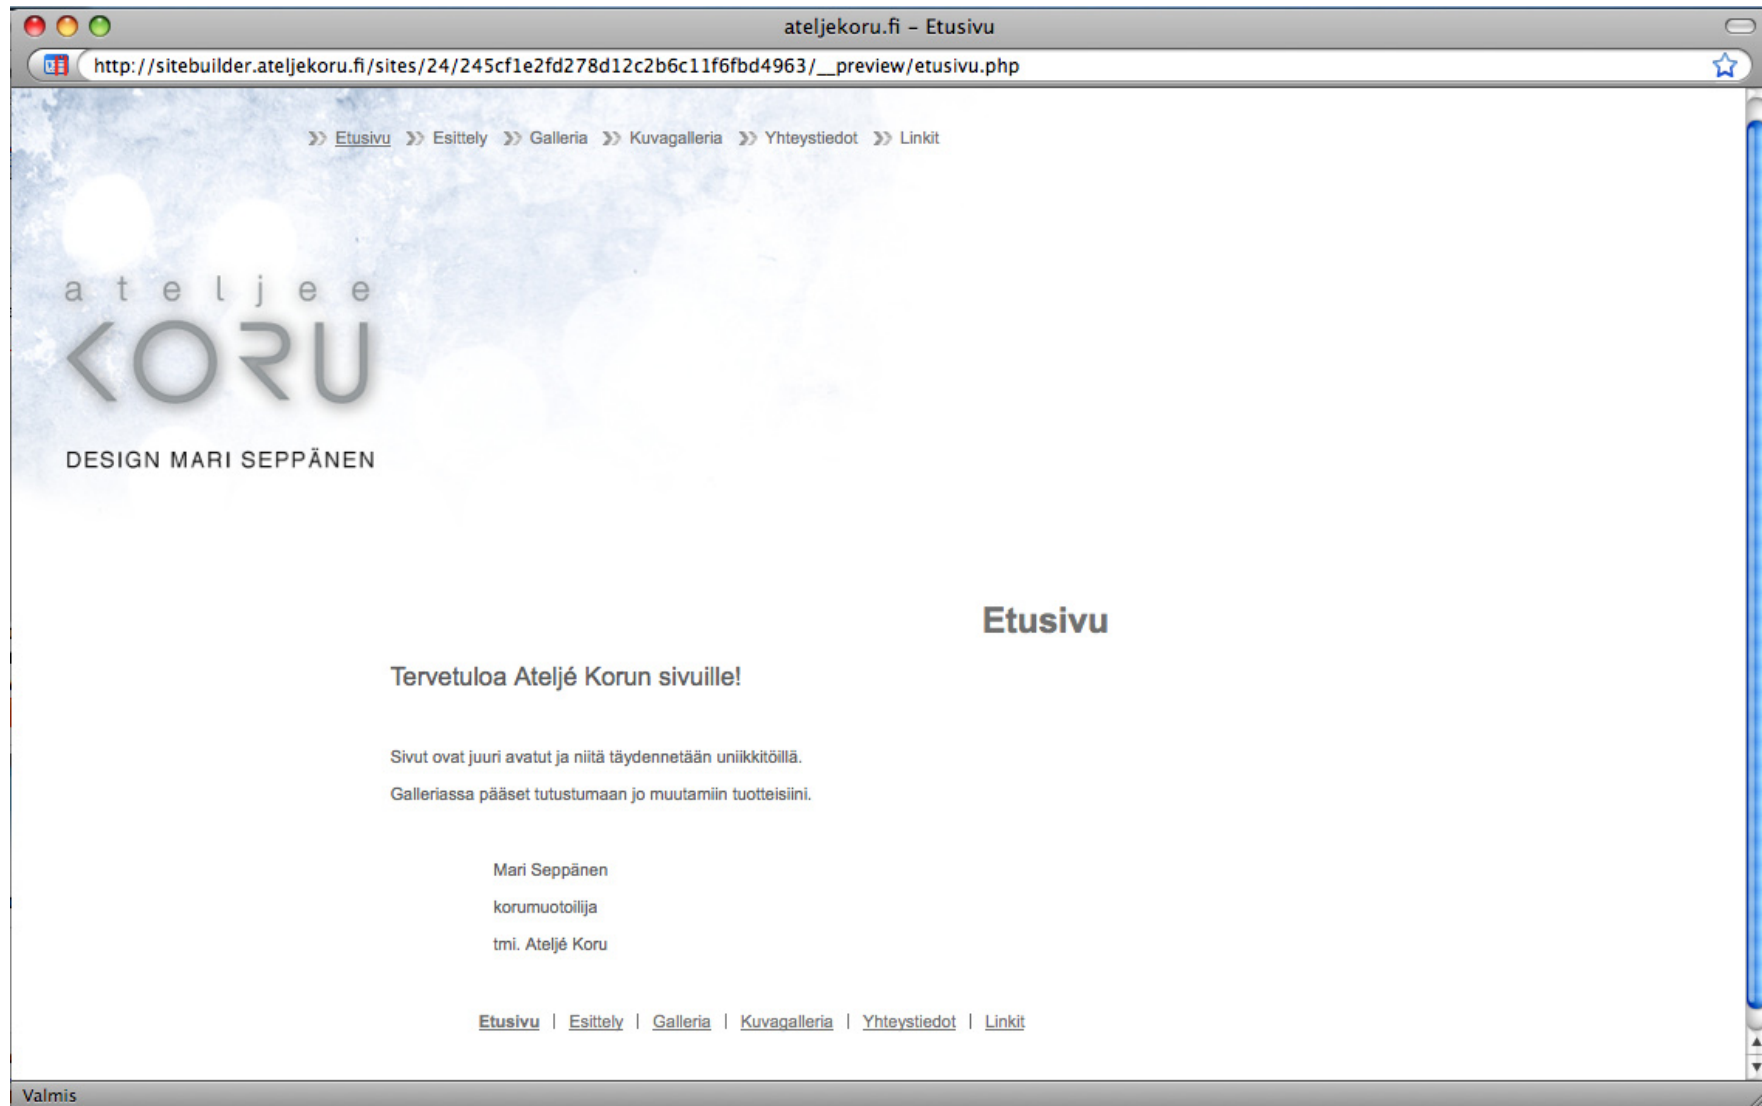 ateljekoru.fi – Etusivu
http://sitebuilder.ateljekoru.fi/sites/24/245cf1e2fd278d12c2b6c11f6fbd4963/__preview/etusivu.php
Etusivu Esittely Galleria Kuvagalleria Yhteystiedot Linkit
ateljee
KORU
DESIGN MARI SEPPÄNEN
Etusivu
Tervetuloa Ateljé Korun sivuille!
Sivut ovat juuri avatut ja niitä täydennetään uniikkitöillä.
Galleriassa pääset tutustumaan jo muutamiin tuotteisiini.
Mari Seppänen
korumuotoilija
tmi. Ateljé Koru
Etusivu | Esittely | Galleria | Kuvagalleria | Yhteystiedot | Linkit
Valmis